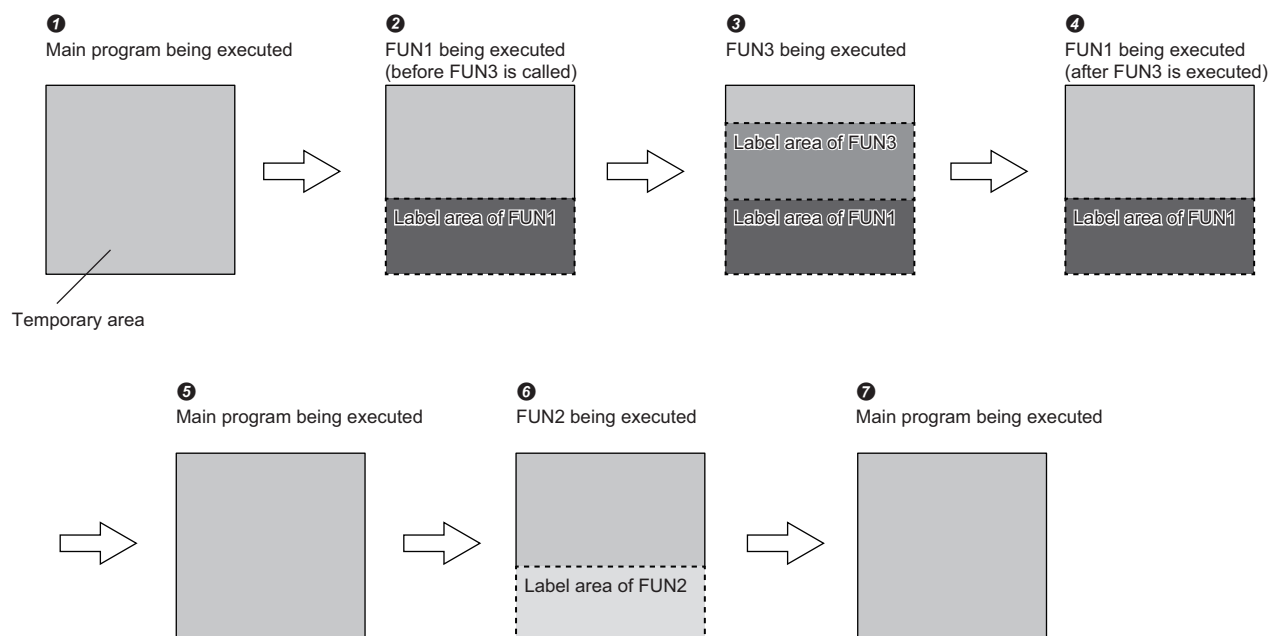 ❶
Main program being executed
❷
FUN1 being executed
(before FUN3 is called)
❸
FUN3 being executed
❹
FUN1 being executed
(after FUN3 is executed)
Label area of FUN1
Label area of FUN3
Label area of FUN1
Label area of FUN1
Temporary area
❺
Main program being executed
❻
FUN2 being executed
❼
Main program being executed
Label area of FUN2